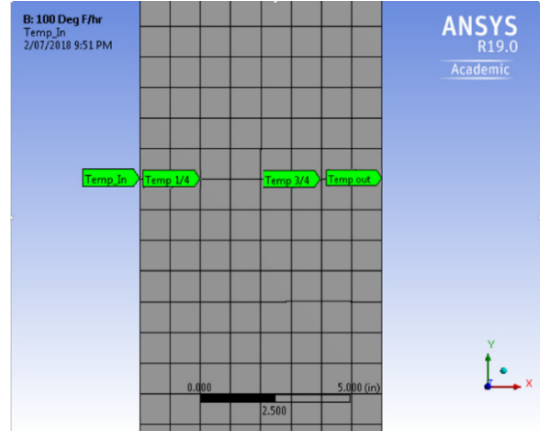 B: 100 Deg F/hr
Temp_In
2/07/2018 9:51 PM
ANSYS
R19.0
Academic
Temp_In
Temp 1/4
Temp 3/4
Temp out
0.000
5.000 (in)
2.500
Y
X